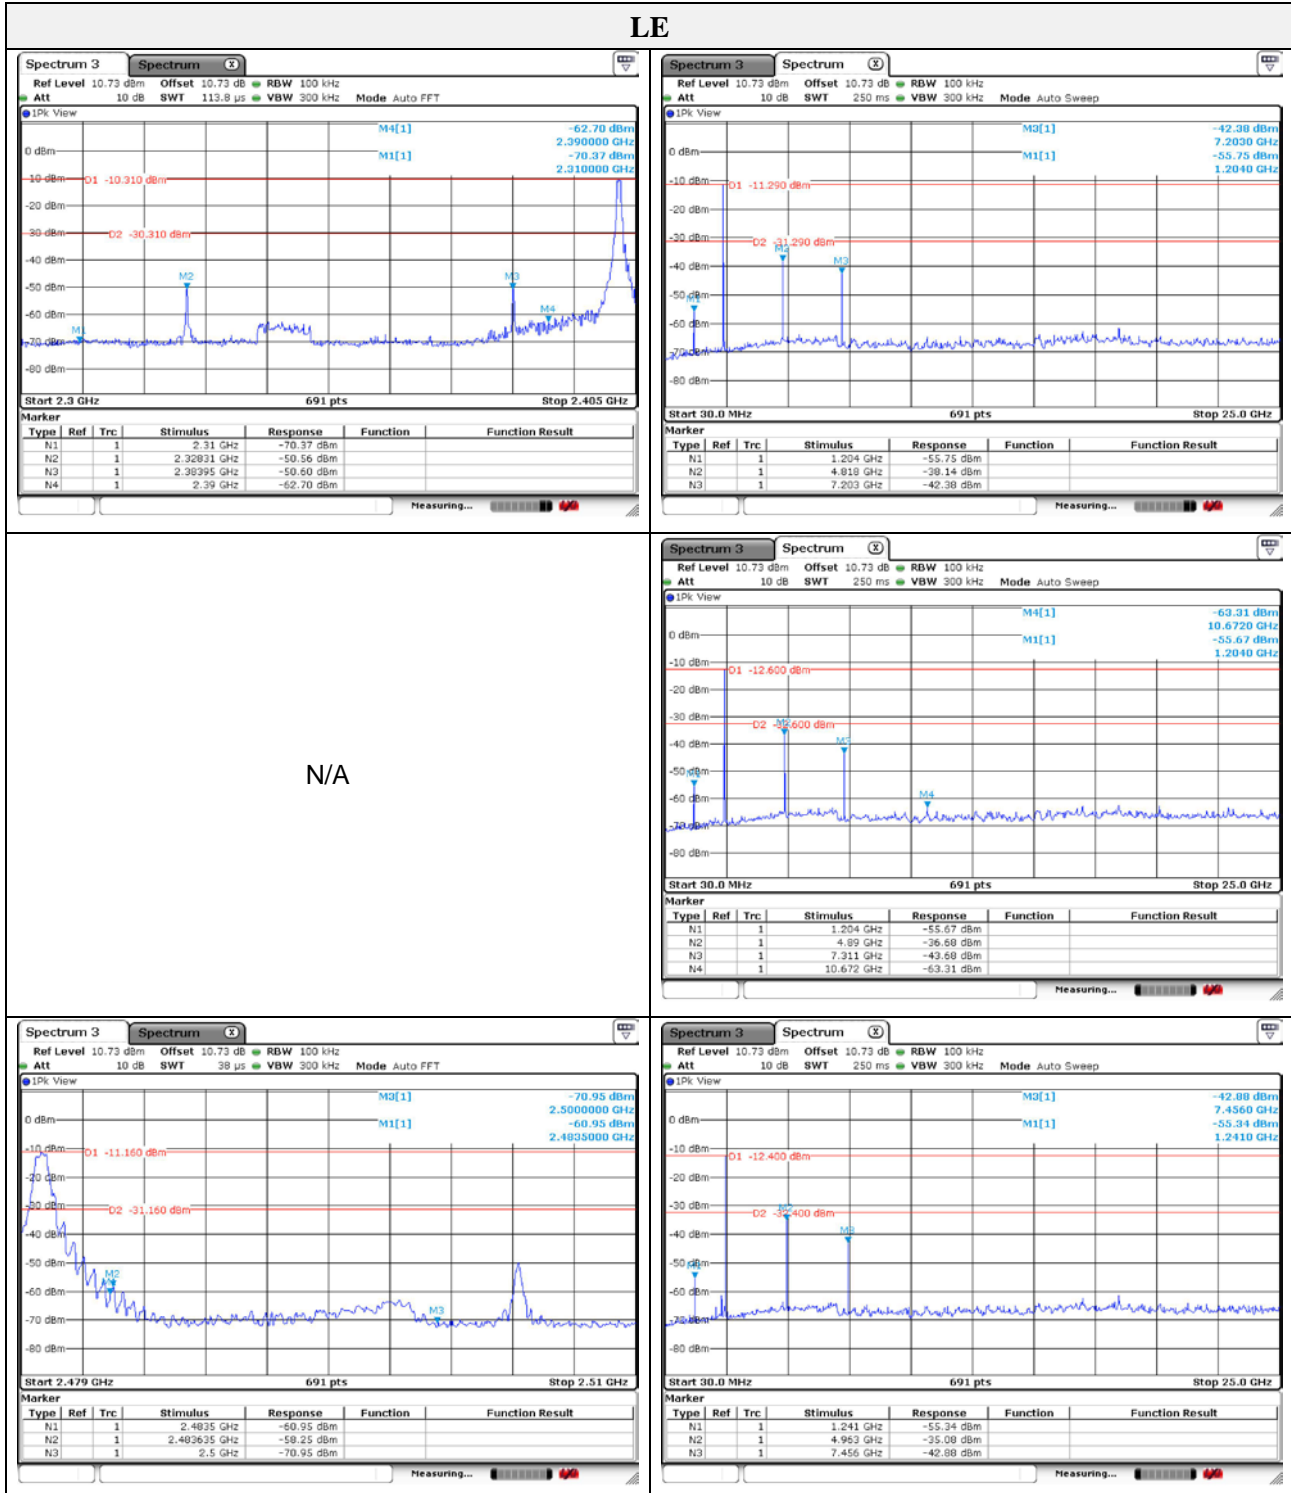 LE
Spectrum 3 Spectrum X
Ref Level 10.73 dBm Offset 10.73 dB RBW 100 kHz
Att 10 dB SWT 113.8 µs VBW 300 kHz Mode Auto FFT
1Pk View
M4[1] -62.70 dBm
2.390000 GHz
0 dBm
M1[1] -70.37 dBm
2.310000 GHz
-10 dBm
D1 -10.310 dBm
-20 dBm
-30 dBm
D2 -30.310 dBm
-40 dBm
M2 M3
-50 dBm
M4
-60 dBm
M1
-70 dBm
-80 dBm
Start 2.3 GHz 691 pts Stop 2.405 GHz
Marker
Type Ref Trc Stimulus Response Function Function Result
N1 1 2.31 GHz -70.37 dBm
N2 1 2.32831 GHz -50.56 dBm
N3 1 2.38395 GHz -50.60 dBm
N4 1 2.39 GHz -62.70 dBm
Measuring...
Spectrum 3 Spectrum X
Ref Level 10.73 dBm Offset 10.73 dB RBW 100 kHz
Att 10 dB SWT 250 ms VBW 300 kHz Mode Auto Sweep
1Pk View
M3[1] -42.38 dBm
7.2030 GHz
0 dBm
M1[1] -55.75 dBm
1.2040 GHz
-10 dBm
D1 -11.290 dBm
-20 dBm
-30 dBm
D2 -31.290 dBm
M2
M3
-40 dBm
-50 dBm
M1
-60 dBm
-70 dBm
-80 dBm
Start 30.0 MHz 691 pts Stop 25.0 GHz
Marker
Type Ref Trc Stimulus Response Function Function Result
N1 1 1.204 GHz -55.75 dBm
N2 1 4.818 GHz -38.14 dBm
N3 1 7.203 GHz -42.38 dBm
Measuring...
N/A
Spectrum 3 Spectrum X
Ref Level 10.73 dBm Offset 10.73 dB RBW 100 kHz
Att 10 dB SWT 250 ms VBW 300 kHz Mode Auto Sweep
1Pk View
M4[1] -63.31 dBm
10.6720 GHz
0 dBm
M1[1] -55.67 dBm
1.2040 GHz
-10 dBm
D1 -12.600 dBm
-20 dBm
-30 dBm
D2 -32.600 dBm
M2
M3
-40 dBm
-50 dBm
M1
-60 dBm
M4
-70 dBm
-80 dBm
Start 30.0 MHz 691 pts Stop 25.0 GHz
Marker
Type Ref Trc Stimulus Response Function Function Result
N1 1 1.204 GHz -55.67 dBm
N2 1 4.89 GHz -36.68 dBm
N3 1 7.311 GHz -43.68 dBm
N4 1 10.672 GHz -63.31 dBm
Measuring...
Spectrum 3 Spectrum X
Ref Level 10.73 dBm Offset 10.73 dB RBW 100 kHz
Att 10 dB SWT 38 µs VBW 300 kHz Mode Auto FFT
1Pk View
M3[1] -70.95 dBm
2.5000000 GHz
0 dBm
M1[1] -60.95 dBm
2.4835000 GHz
-10 dBm
D1 -11.160 dBm
-20 dBm
-30 dBm
D2 -31.160 dBm
-40 dBm
-50 dBm
M2
-60 dBm
M3
-70 dBm
-80 dBm
Start 2.479 GHz 691 pts Stop 2.51 GHz
Marker
Type Ref Trc Stimulus Response Function Function Result
N1 1 2.4835 GHz -60.95 dBm
N2 1 2.483635 GHz -58.25 dBm
N3 1 2.5 GHz -70.95 dBm
Measuring...
Spectrum 3 Spectrum X
Ref Level 10.73 dBm Offset 10.73 dB RBW 100 kHz
Att 10 dB SWT 250 ms VBW 300 kHz Mode Auto Sweep
1Pk View
M3[1] -42.88 dBm
7.4560 GHz
0 dBm
M1[1] -55.34 dBm
1.2410 GHz
-10 dBm
D1 -12.400 dBm
-20 dBm
-30 dBm
D2 -32.400 dBm
M2
M3
-40 dBm
-50 dBm
M1
-60 dBm
-70 dBm
-80 dBm
Start 30.0 MHz 691 pts Stop 25.0 GHz
Marker
Type Ref Trc Stimulus Response Function Function Result
N1 1 1.241 GHz -55.34 dBm
N2 1 4.963 GHz -35.08 dBm
N3 1 7.456 GHz -42.88 dBm
Measuring...